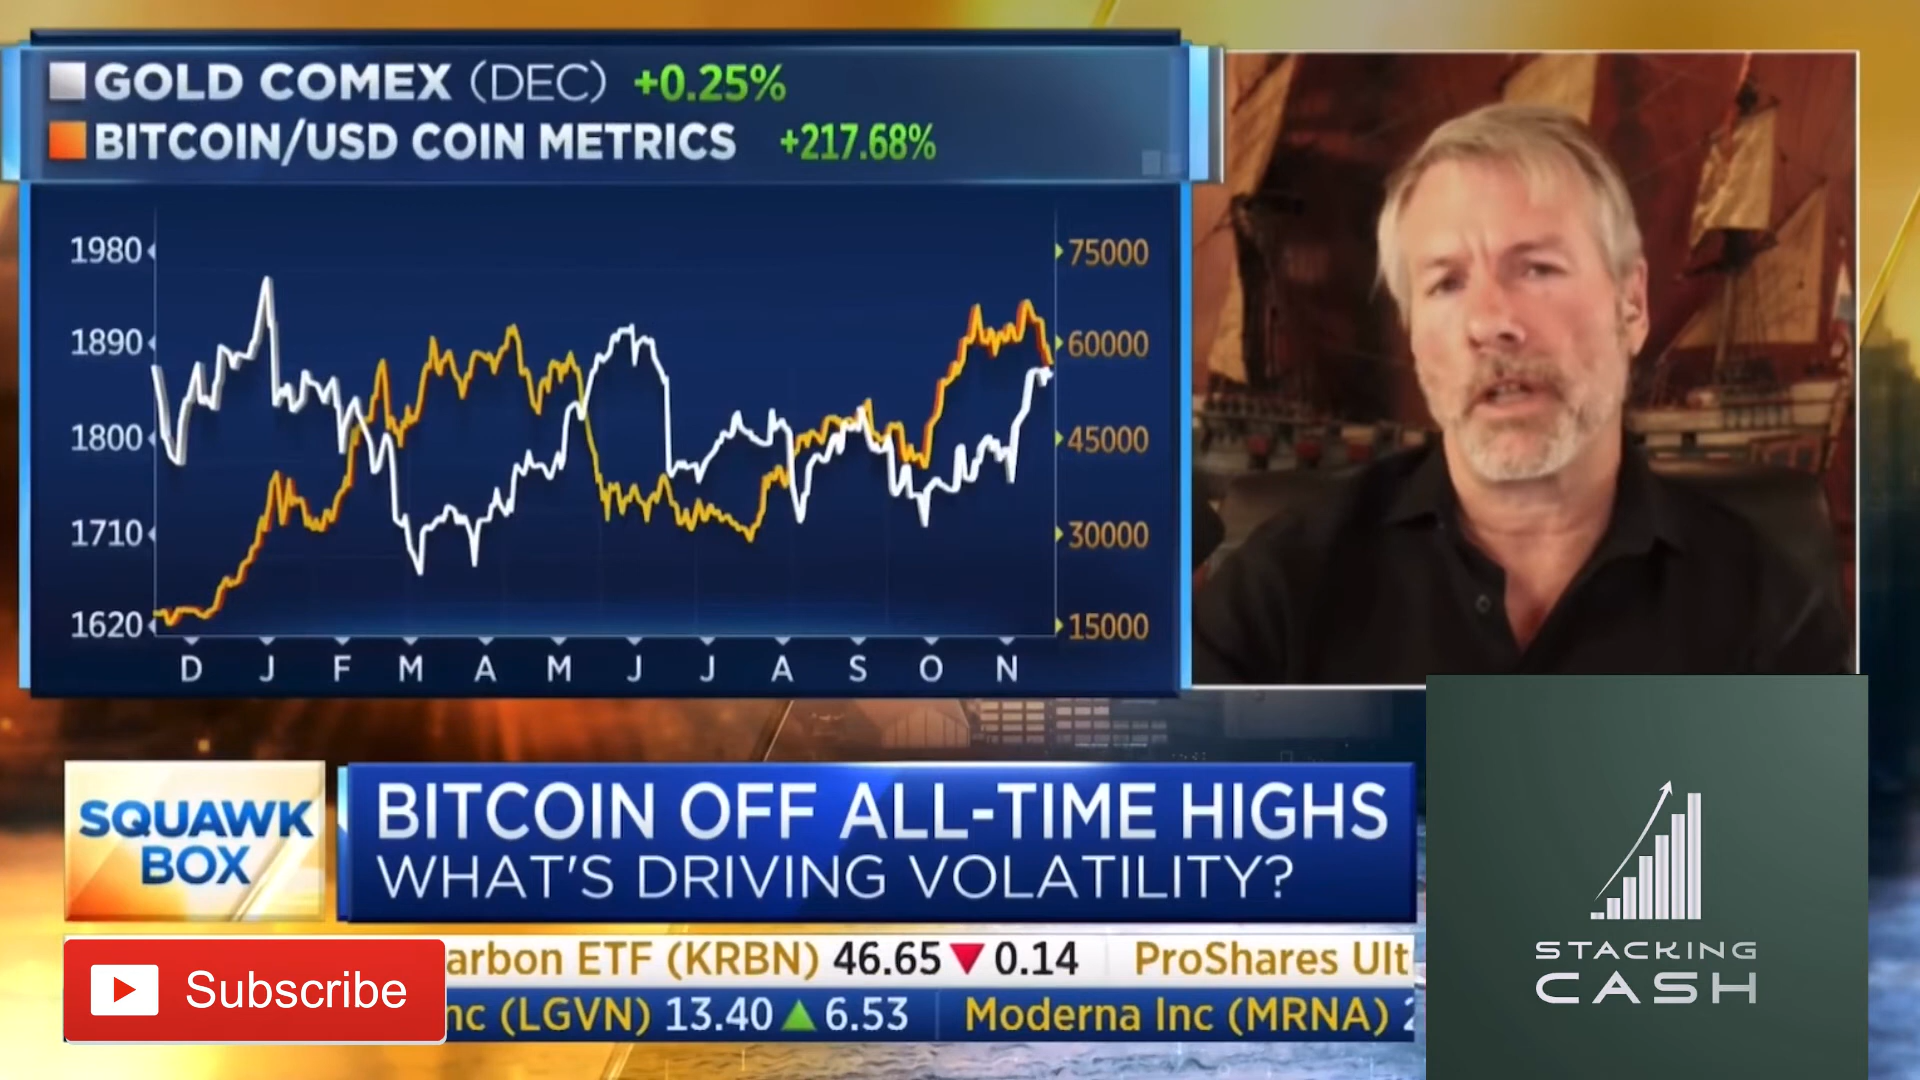 GOLD COMEX (DEC) +0.25%
BITCOIN/USD COIN METRICS +217.68%
1980
1890
1800
1710
1620
75000
60000
45000
30000
15000
D J F M A M J J A S O N
SQUAWK
BOX
BITCOIN OFF ALL-TIME HIGHS
WHAT'S DRIVING VOLATILITY?
arbon ETF (KRBN) 46.65 ▼ 0.14 ProShares Ult
Subscribe
nc (LGVN) 13.40 ▲ 6.53 Moderna Inc (MRNA)
STACKING
CASH